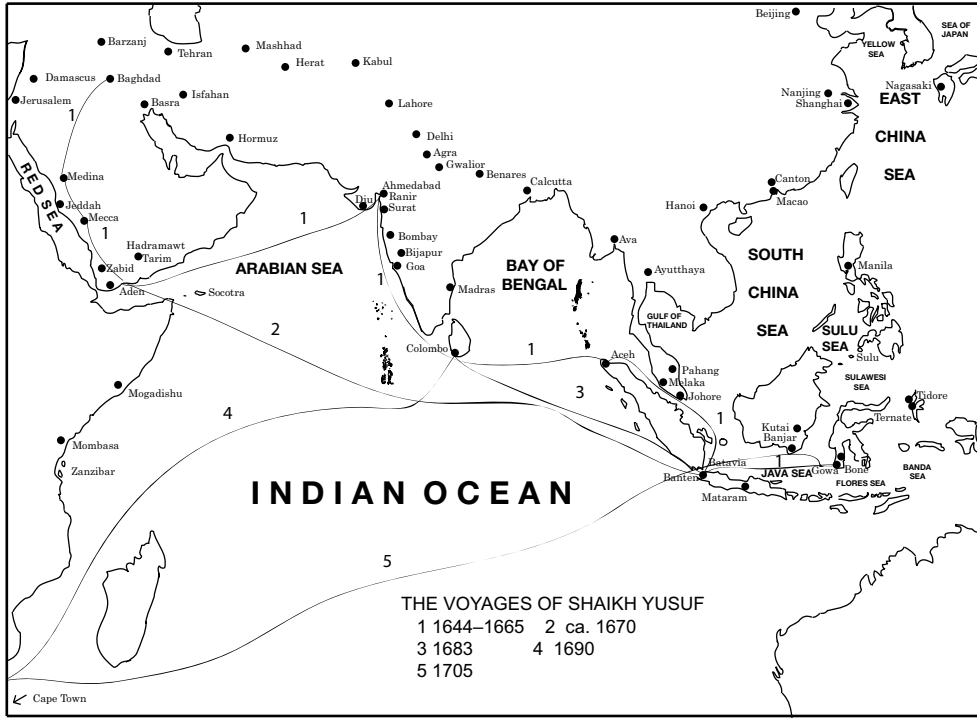 Beijing
SEA OF
JAPAN
Barzanj
Tehran
Mashhad
Herat
Kabul
YELLOW
SEA
Damascus
Baghdad
Jerusalem
Basra
Isfahan
Lahore
Nanjing
Shanghai
Nagasaki
EAST
CHINA
SEA
1
Hormuz
Delhi
Agra
Gwalior
Benares
Calcutta
Canton
Macao
Hanoi
RED SEA
Medina
Jeddah
Mecca
1
Hadramawt
Tarim
Zabid
Aden
Socotra
1
Diu
Ahmedabad
Ranir
Surat
Bombay
Bijapur
Goa
1
ARABIAN SEA
Madras
BAY OF
BENGAL
Ava
Ayutthaya
GULF OF
THAILAND
SOUTH
CHINA
SEA
Manila
SULU
SEA
Sulu
2
Colombo
1
Aceh
3
Pahang
Melaka
Johore
1
SULAWESI
SEA
Tidore
Ternate
Mogadishu
4
Mombasa
Zanzibar
Kutai
Banjar
Batavia
Banten
1
JAVA SEA
Gowa
Bone
FLORES SEA
BANDA
SEA
Mataram
INDIAN OCEAN
5
THE VOYAGES OF SHAIKH YUSUF
1 1644–1665 2 ca. 1670
3 1683 4 1690
5 1705
Cape Town